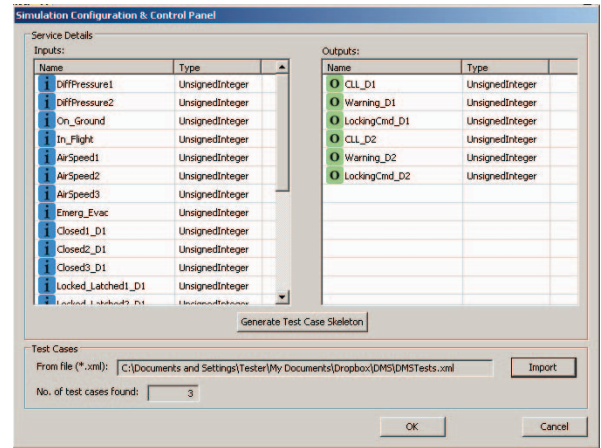 Simulation Configuration & Control Panel
Service Details
Inputs:
Name Type
i DiffPressure1 UnsignedInteger
i DiffPressure2 UnsignedInteger
i On_Ground UnsignedInteger
i In_Flight UnsignedInteger
i AirSpeed1 UnsignedInteger
i AirSpeed2 UnsignedInteger
i AirSpeed3 UnsignedInteger
i Emerg_Evac UnsignedInteger
i Closed1_D1 UnsignedInteger
i Closed2_D1 UnsignedInteger
i Closed3_D1 UnsignedInteger
i Locked_Latched1_D1 UnsignedInteger
i Locked_Latched2_D1 UnsignedInteger
Outputs:
Name Type
O CLL_D1 UnsignedInteger
O Warning_D1 UnsignedInteger
O LockingCmd_D1 UnsignedInteger
O CLL_D2 UnsignedInteger
O Warning_D2 UnsignedInteger
O LockingCmd_D2 UnsignedInteger
Generate Test Case Skeleton
Test Cases
From file (*.xml): C:\Documents and Settings\Tester\My Documents\Dropbox\DMS\DMSTests.xml Import
No. of test cases found: 3
OK Cancel